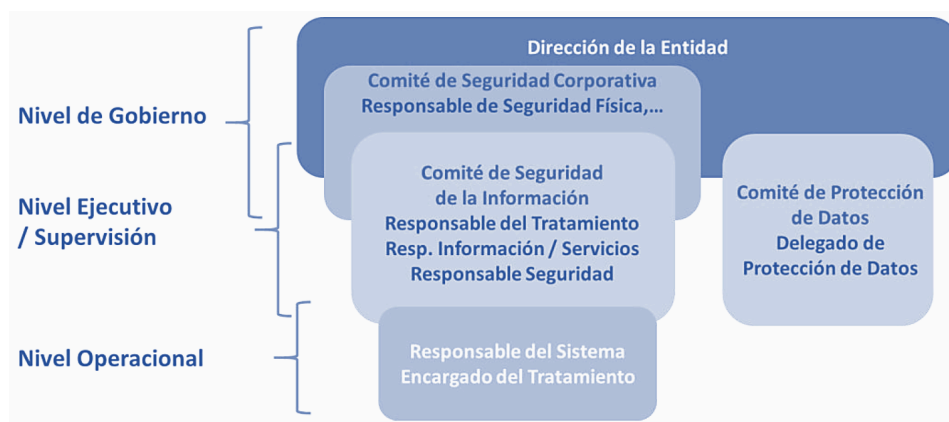 Dirección de la Entidad
Comité de Seguridad Corporativa
Responsable de Seguridad Física,...
Nivel de Gobierno
Comité de Seguridad
de la Información
Responsable del Tratamiento
Resp. Información / Servicios
Responsable Seguridad
Comité de Protección
de Datos
Delegado de
Protección de Datos
Nivel Ejecutivo
/ Supervisión
Nivel Operacional
Responsable del Sistema
Encargado del Tratamiento